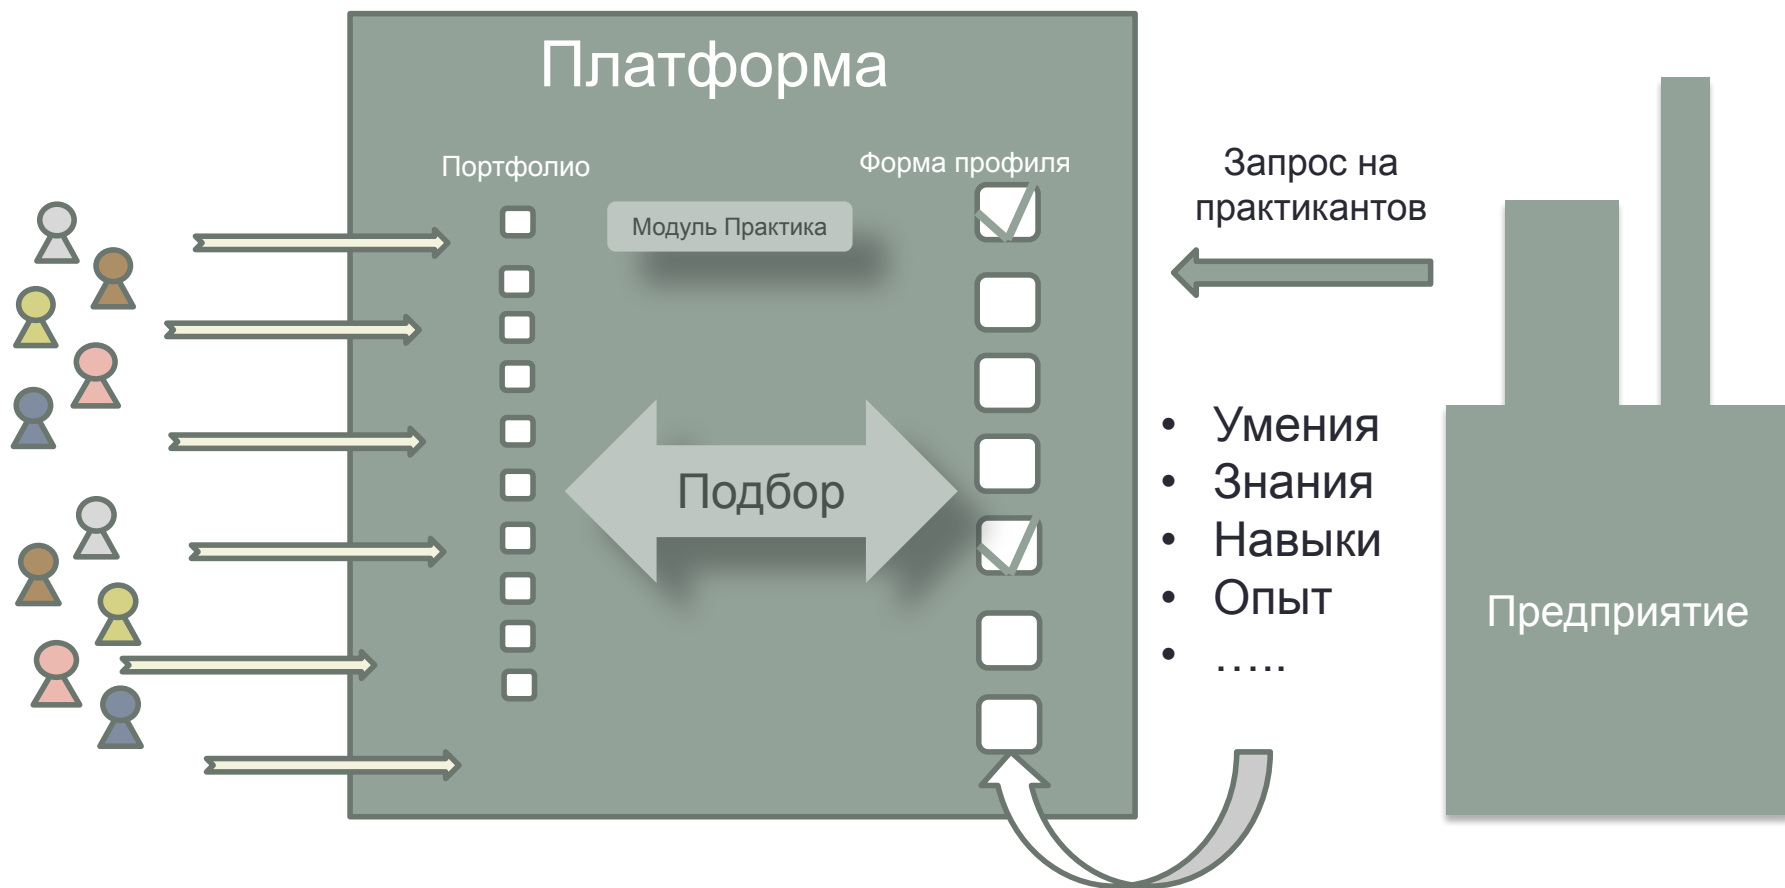 Платформа
Портфолио
Форма профиля
Модуль Практика
Подбор
Запрос на
практикантов
• Умения
• Знания
• Навыки
• Опыт
• …..
Предприятие